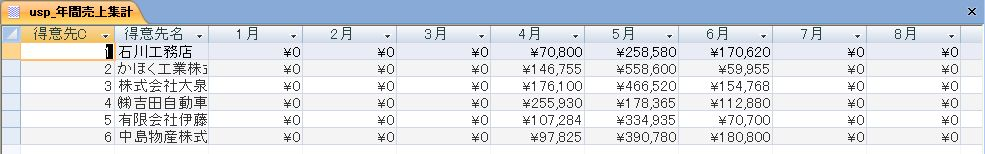 usp_年間売上集計
得意先C 得意先名 1月 2月 3月 4月 5月 6月 7月 8月
1 石川工務店 ¥0 ¥0 ¥0 ¥70,800 ¥258,580 ¥170,620 ¥0 ¥0
2 かほく工業株式 ¥0 ¥0 ¥0 ¥146,755 ¥558,600 ¥59,955 ¥0 ¥0
3 株式会社大泉 ¥0 ¥0 ¥0 ¥176,100 ¥466,520 ¥154,768 ¥0 ¥0
4 ㈱吉田自動車 ¥0 ¥0 ¥0 ¥255,930 ¥178,365 ¥112,880 ¥0 ¥0
5 有限会社伊藤 ¥0 ¥0 ¥0 ¥107,284 ¥334,935 ¥70,700 ¥0 ¥0
6 中島物産株式 ¥0 ¥0 ¥0 ¥97,825 ¥390,780 ¥180,800 ¥0 ¥0